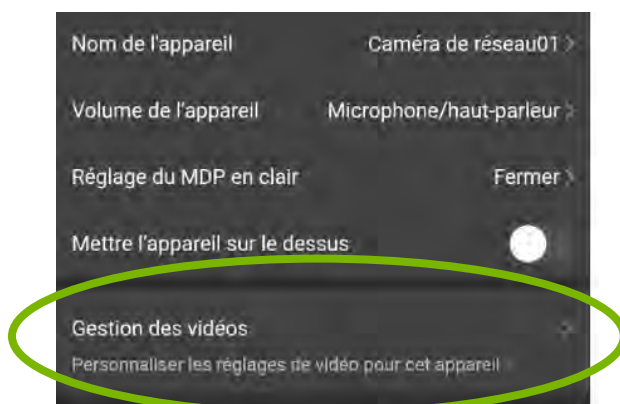 Nom de l'appareil Caméra de réseau01 >
Volume de l'appareil Microphone/haut-parleur >
Réglage du MDP en clair Fermer >
Mettre l'appareil sur le dessus
Gestion des vidéos >
Personnaliser les réglages de vidéo pour cet appareil